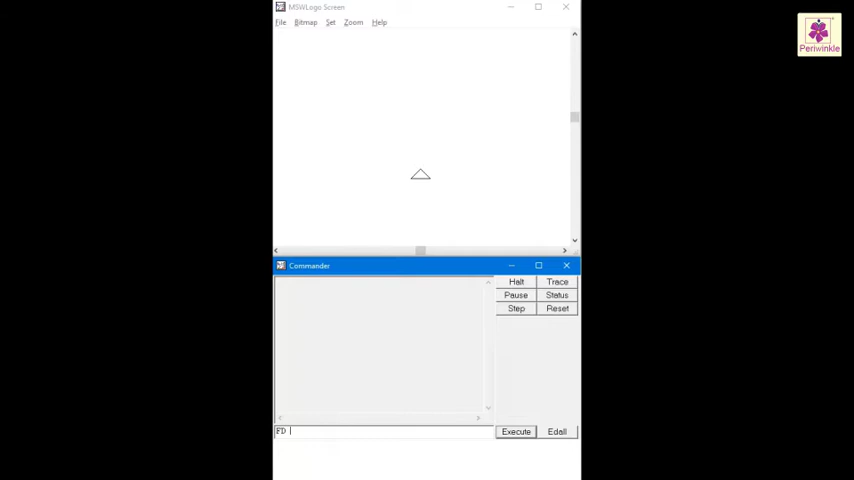 MSWLogo Screen
File Bitmap Set Zoom Help
Periwinkle
Commander
Halt Trace
Pause Status
Step Reset
FD
Execute Edall